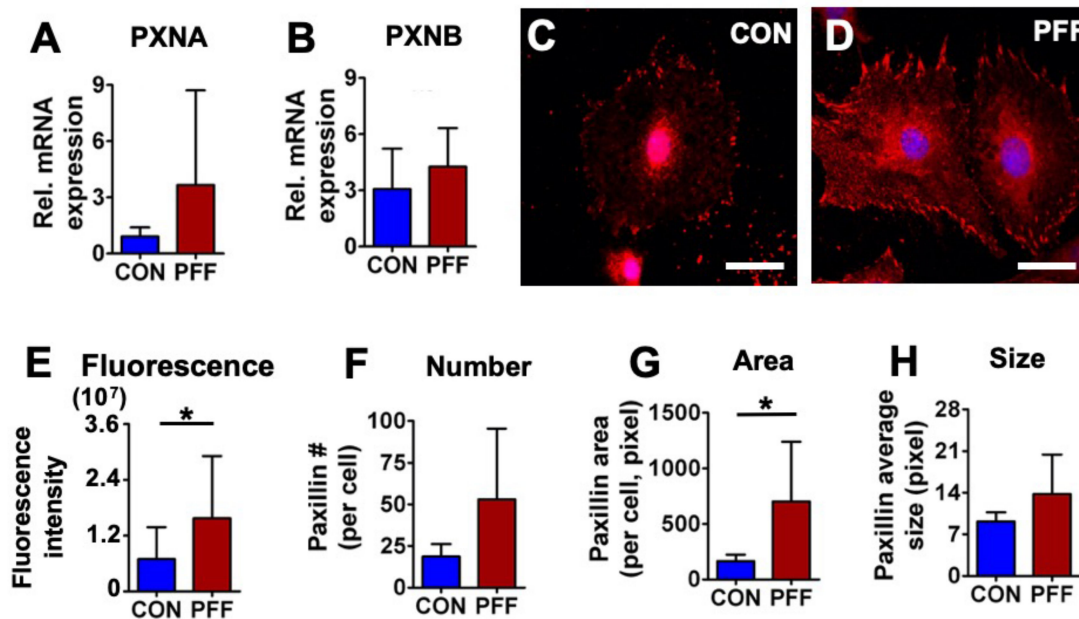 A PXNA
Rel. mRNA
expression
9
6
3
0
CON PFF
B PXNB
Rel. mRNA
expression
9
6
3
0
CON PFF
C CON
D PFF
E Fluorescence
(10⁷)
*
Fluorescence
intensity
3.6
2.4
1.2
0
CON PFF
F Number
Paxillin #
(per cell)
100
75
50
25
0
CON PFF
G Area
*
Paxillin area
(per cell, pixel)
1500
1000
500
0
CON PFF
H Size
Paxillin average
size (pixel)
28
21
14
7
0
CON PFF